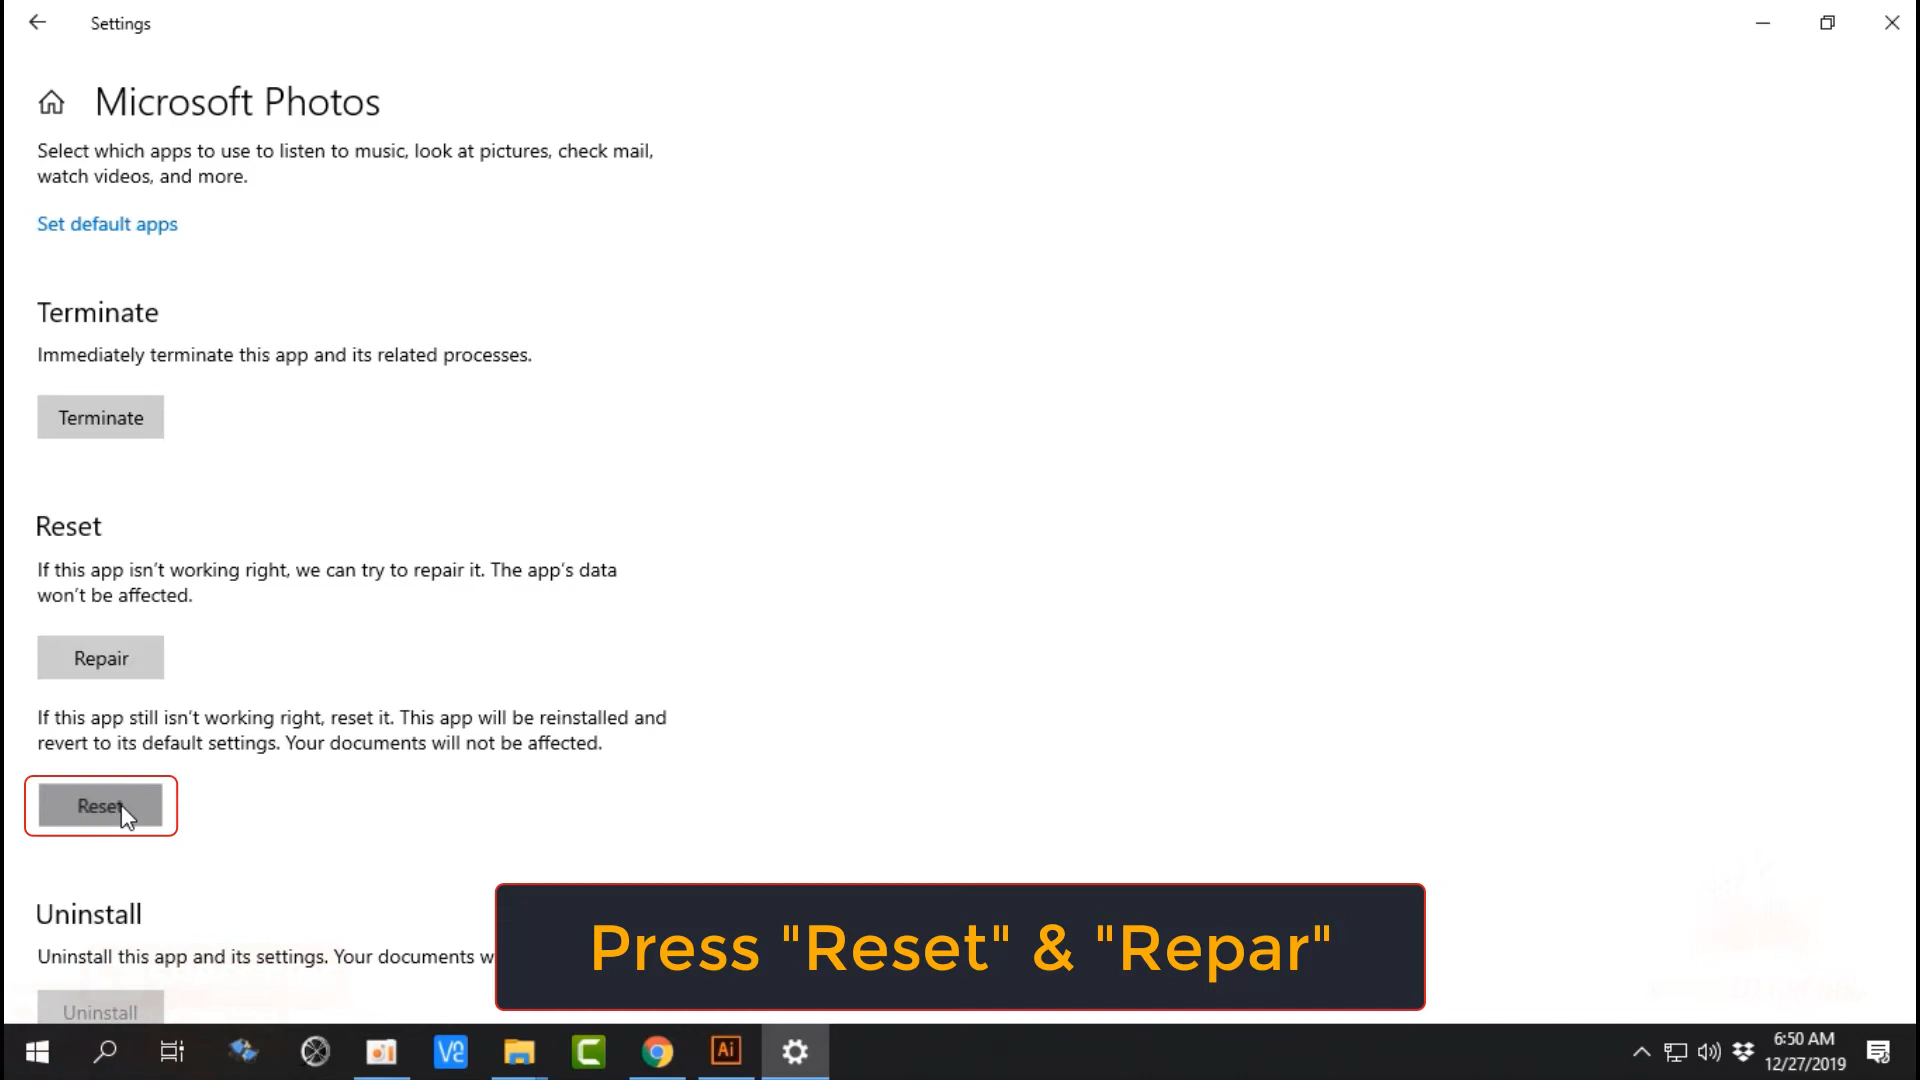 Settings
Microsoft Photos
Select which apps to use to listen to music, look at pictures, check mail,
watch videos, and more.
Set default apps
Terminate
Immediately terminate this app and its related processes.
Terminate
Reset
If this app isn't working right, we can try to repair it. The app's data
won't be affected.
Repair
If this app still isn't working right, reset it. This app will be reinstalled and
revert to its default settings. Your documents will not be affected.
Reset
Uninstall
Uninstall this app and its settings. Your documents w
Press "Reset" & "Repar"
Uninstall
Ai
6:50 AM
12/27/2019